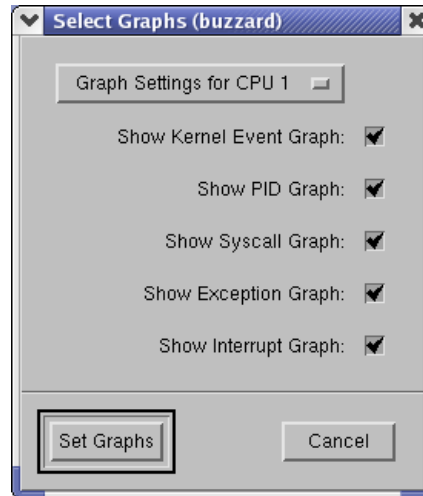 Select Graphs (buzzard)
Graph Settings for CPU 1
Show Kernel Event Graph:
Show PID Graph:
Show Syscall Graph:
Show Exception Graph:
Show Interrupt Graph:
Set Graphs
Cancel